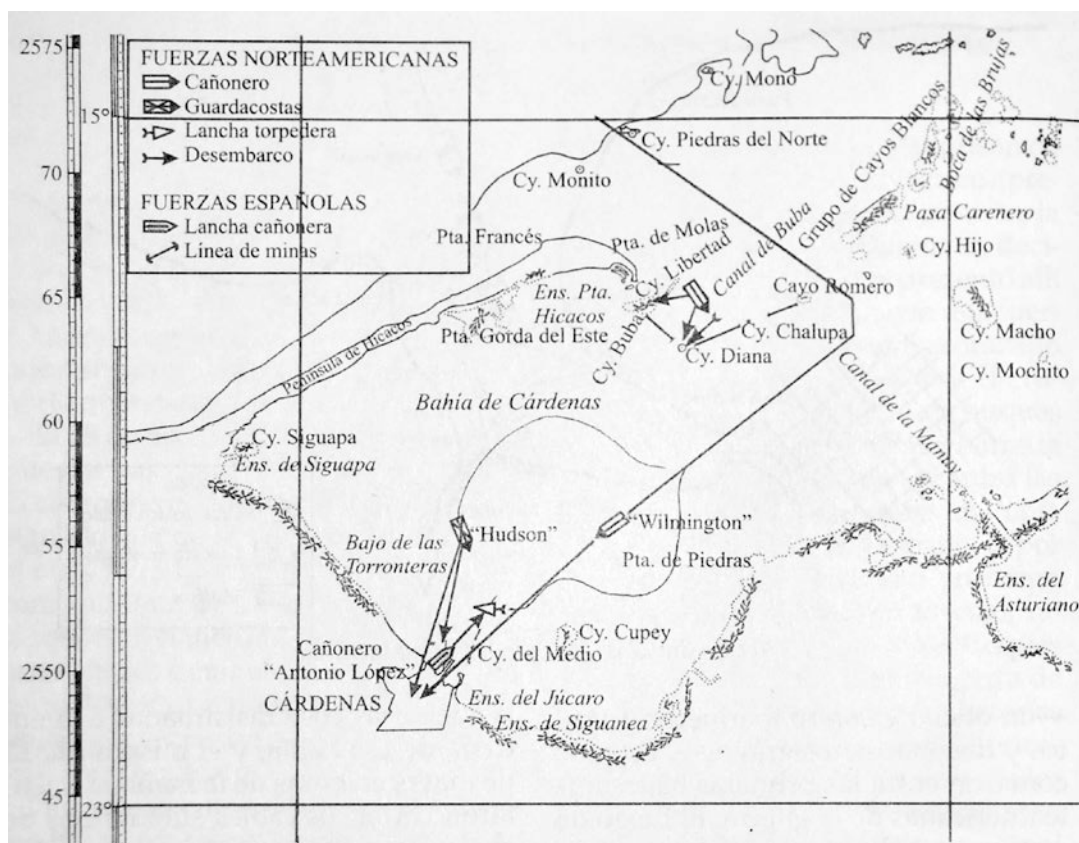 2575
FUERZAS NORTEAMERICANAS
Cañonero
Guardacostas
Lancha torpedera
Desembarco
FUERZAS ESPAÑOLAS
Lancha cañonera
Línea de minas
15°
70
65
60
55
2550
45
23°
Cy. Mono
Cy. Piedras del Norte
Cy. Monito
Grupo de Cayos Blancos
Boca de las Brujas
Pasa Carenero
Cy. Hijo
Pta. Francés
Pta. de Molas
Cy. Libertad
Canal de Buba
Cayo Romero
Ens. Pta.
Hicacos
Pta. Gorda del Este
Península de Hicacos
Cy. Buba
Cy. Diana
Cy. Chalupa
Cy. Macho
Cy. Mochito
Canal de la Manuy
Bahía de Cárdenas
Cy. Siguapa
Ens. de Siguapa
"Hudson"
"Wilmington"
Bajo de las
Torronteras
Pta. de Piedras
Ens. del
Asturiano
Cy. Cupey
Cañonero
"Antonio López"
Cy. del Medio
CÁRDENAS
Ens. del Júcaro
Ens. de Siguanea